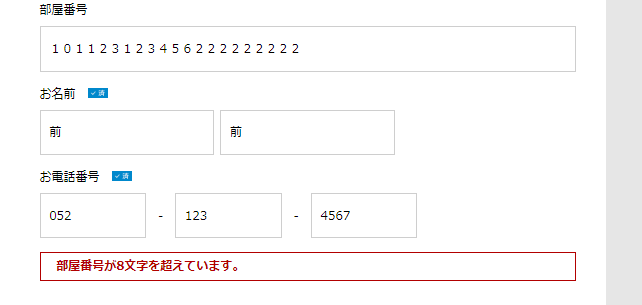 部屋番号
１０１１２３１２３４５６２２２２２２２２２
お名前 ✓ 済
前 前
お電話番号 ✓ 済
052 - 123 - 4567
部屋番号が8文字を超えています。